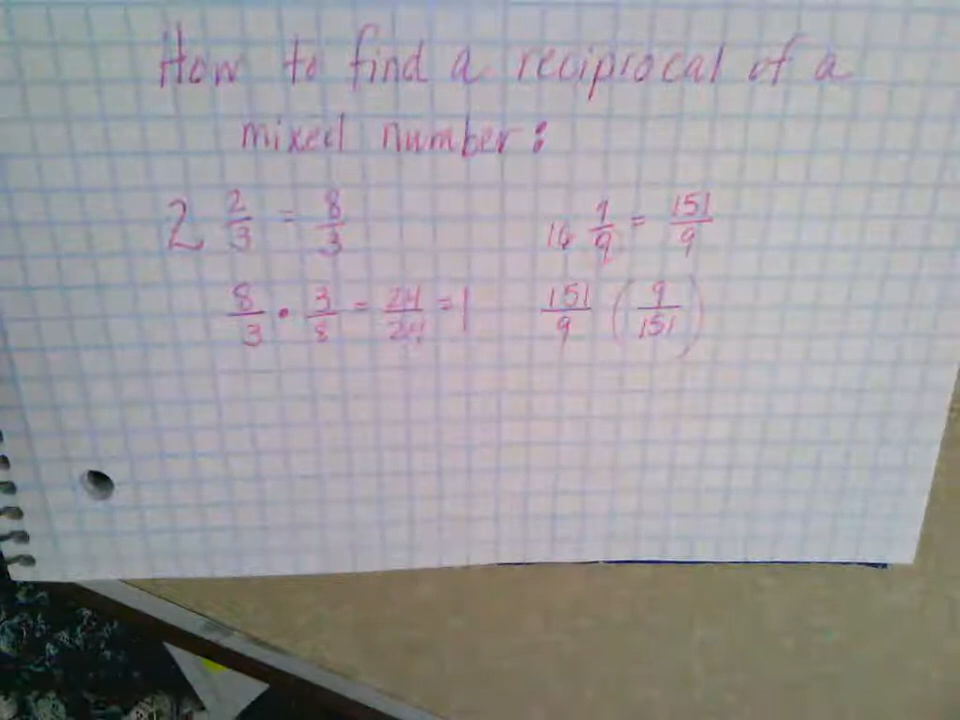 How to find a reciprocal of a
mixed number:
2 2/3 = 8/3
8/3 · 3/8 = 24/24 = 1
16 7/9 = 151/9
151/9 (9/151)